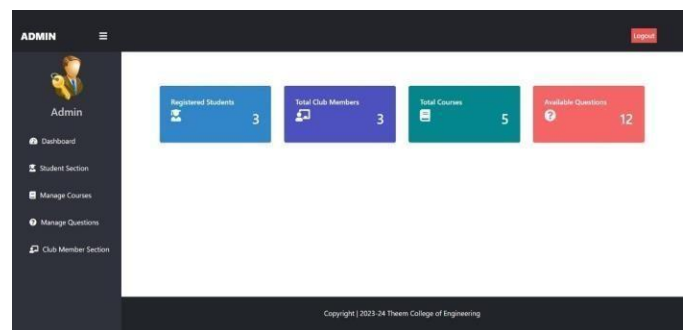 ADMIN
Logout
Admin
Dashboard
Student Section
Manage Courses
Manage Questions
Club Member Section
Registered Students
3
Total Club Members
3
Total Courses
5
Available Questions
12
Copyright | 2023-24 Theem College of Engineering